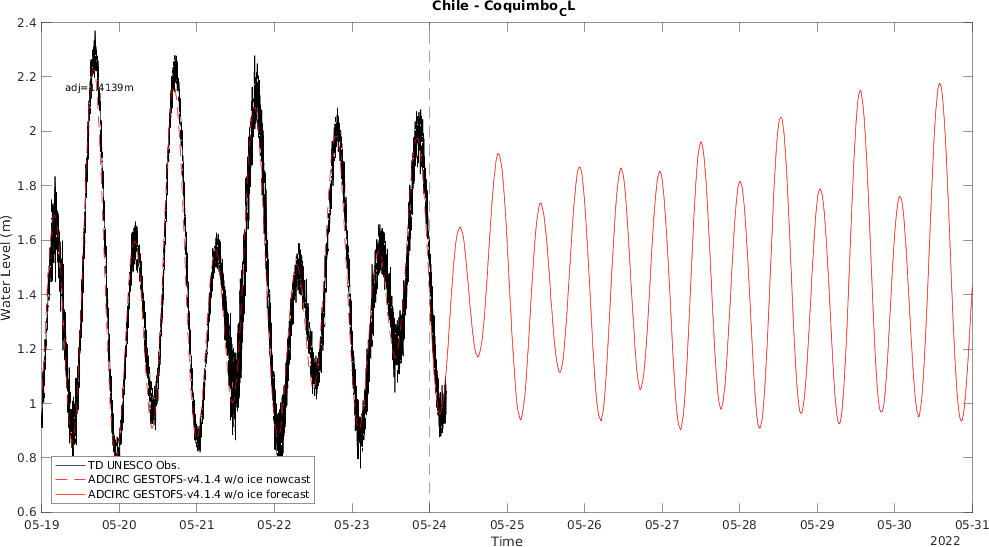 Chile - Coquimbo_CL
2.4
2.2
adj=1.4139m
2
1.8
1.6
1.4
1.2
1
0.8
0.6
Water Level (m)
TD UNESCO Obs.
ADCIRC GESTOFS-v4.1.4 w/o ice nowcast
ADCIRC GESTOFS-v4.1.4 w/o ice forecast
05-19 05-20 05-21 05-22 05-23 05-24 05-25 05-26 05-27 05-28 05-29 05-30 05-31
Time
2022